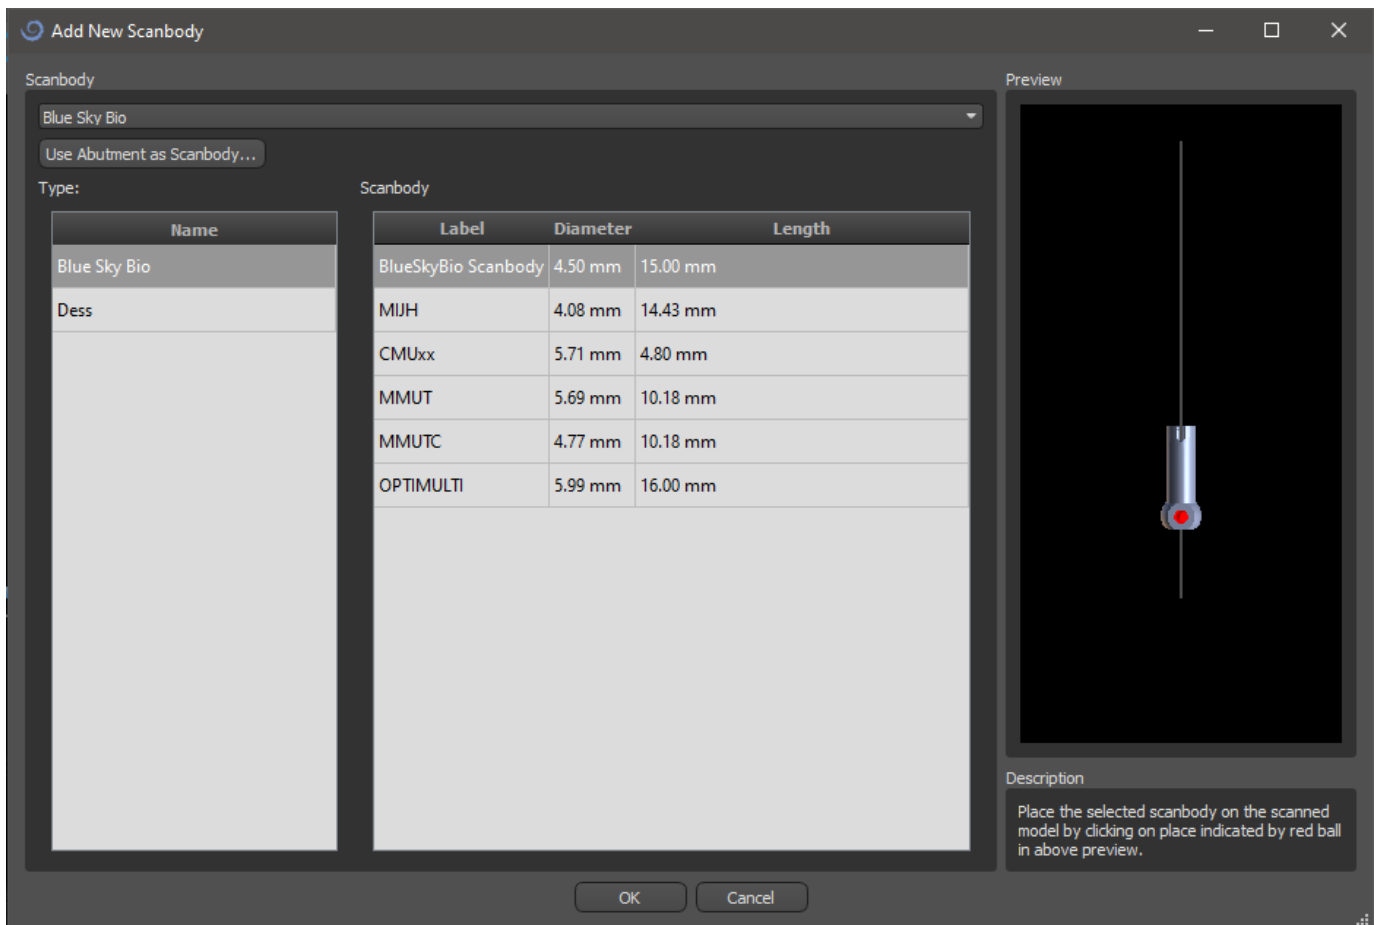 Add New Scanbody
Scanbody
Preview
Blue Sky Bio
Use Abutment as Scanbody...
Type:
Scanbody
Name
Label Diameter Length
Blue Sky Bio
BlueSkyBio Scanbody 4.50 mm 15.00 mm
Dess
MIJH 4.08 mm 14.43 mm
CMUxx 5.71 mm 4.80 mm
MMUT 5.69 mm 10.18 mm
MMUTC 4.77 mm 10.18 mm
OPTIMULTI 5.99 mm 16.00 mm
Description
Place the selected scanbody on the scanned
model by clicking on place indicated by red ball
in above preview.
OK
Cancel